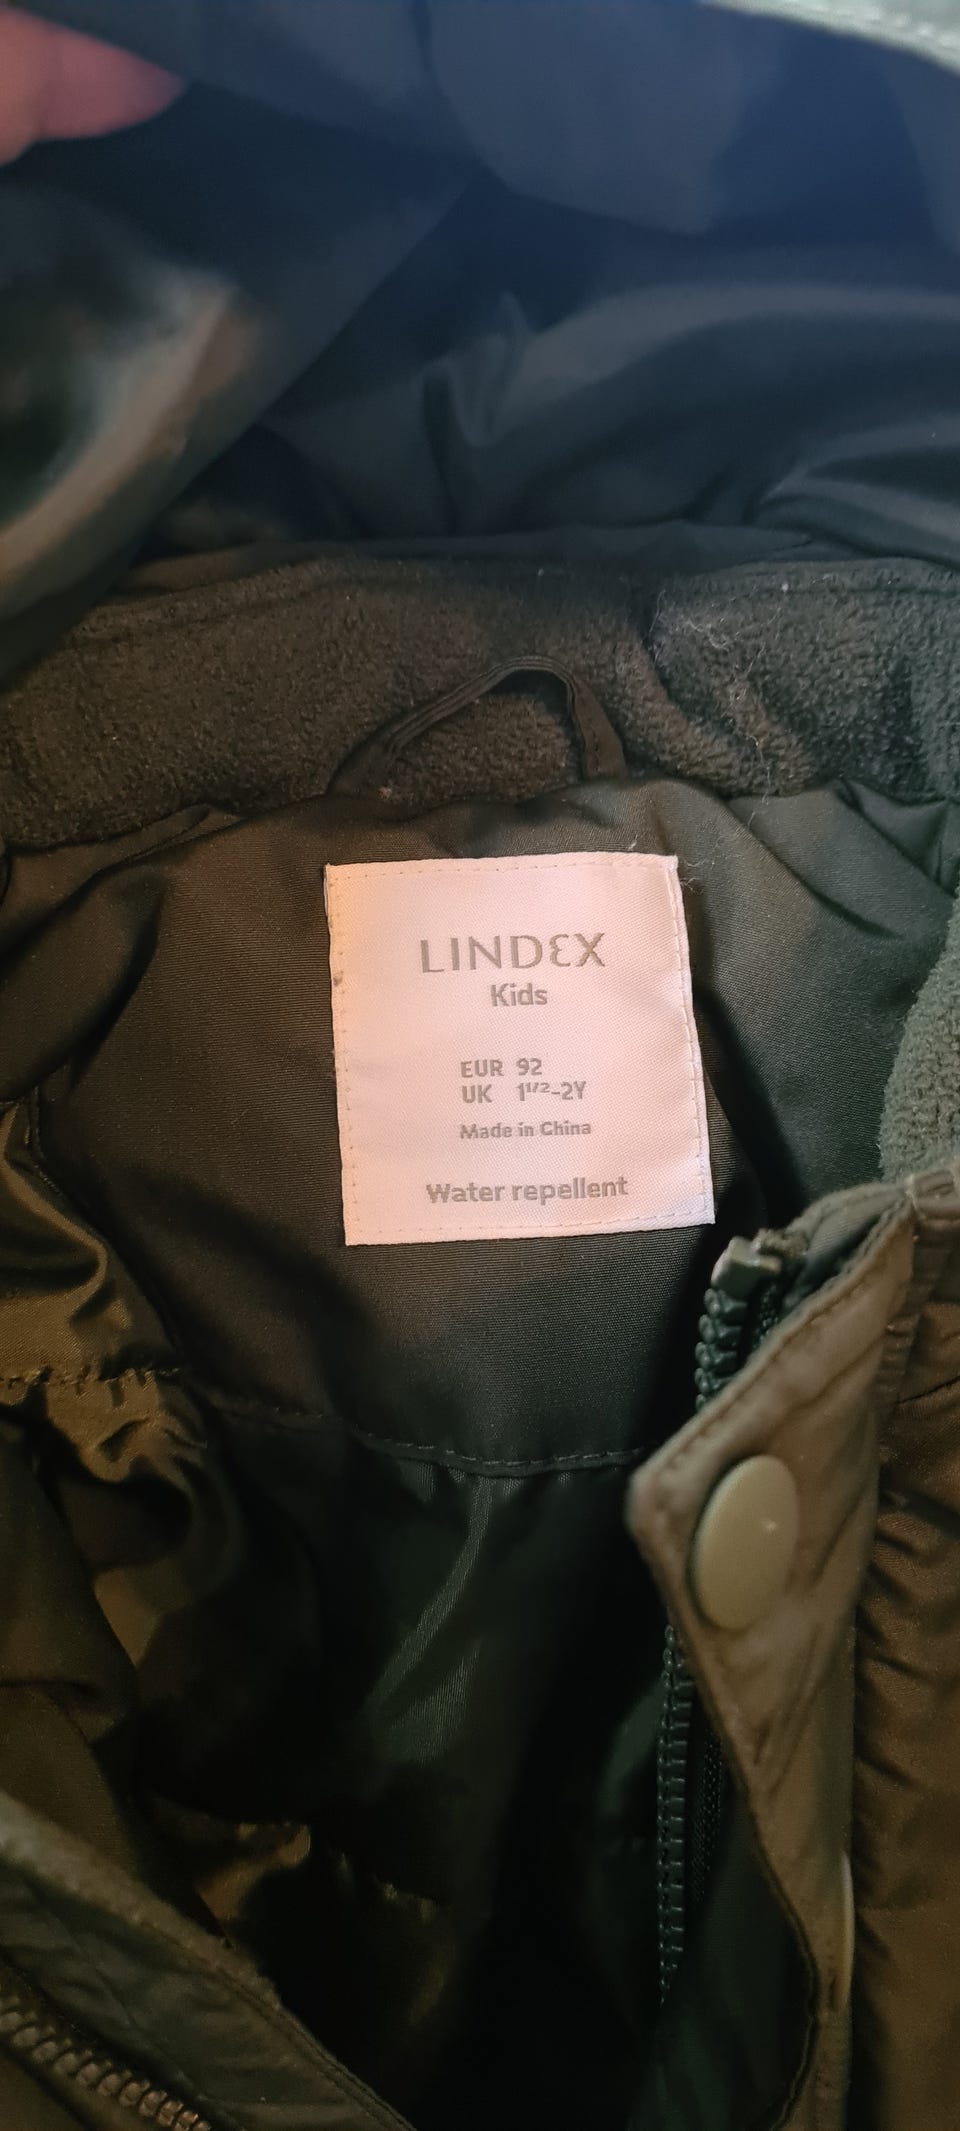 LINDEX
Kids
EUR 92
UK 1¹/²-2Y
Made in China
Water repellent